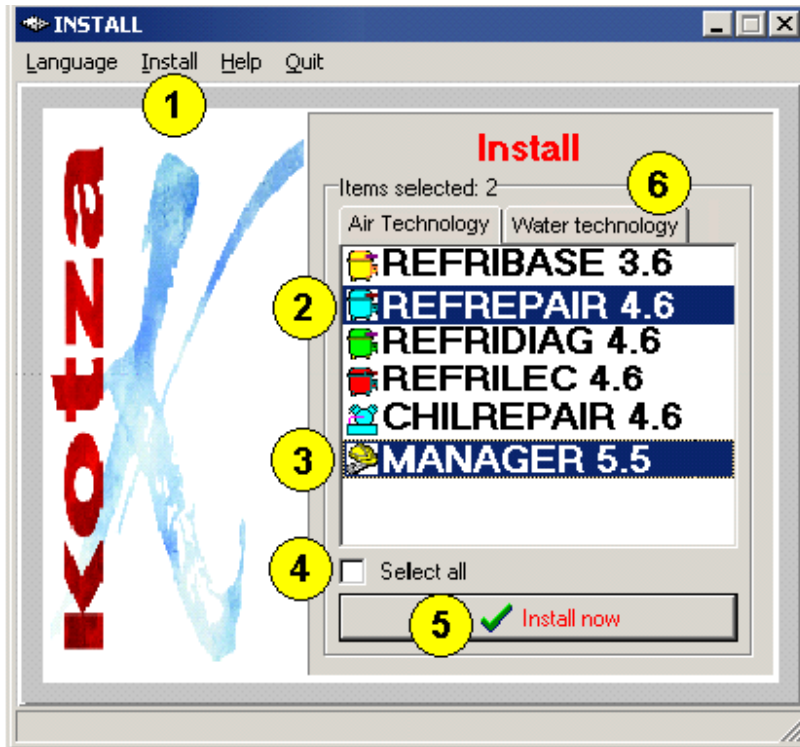 INSTALL
Language Install Help Quit
1
kotza
Install
Items selected: 2
6
Air Technology Water technology
REFRIBASE 3.6
2
REFREPAIR 4.6
REFRIDIAG 4.6
REFRILEC 4.6
CHILREPAIR 4.6
3
MANAGER 5.5
4
Select all
5
Install now